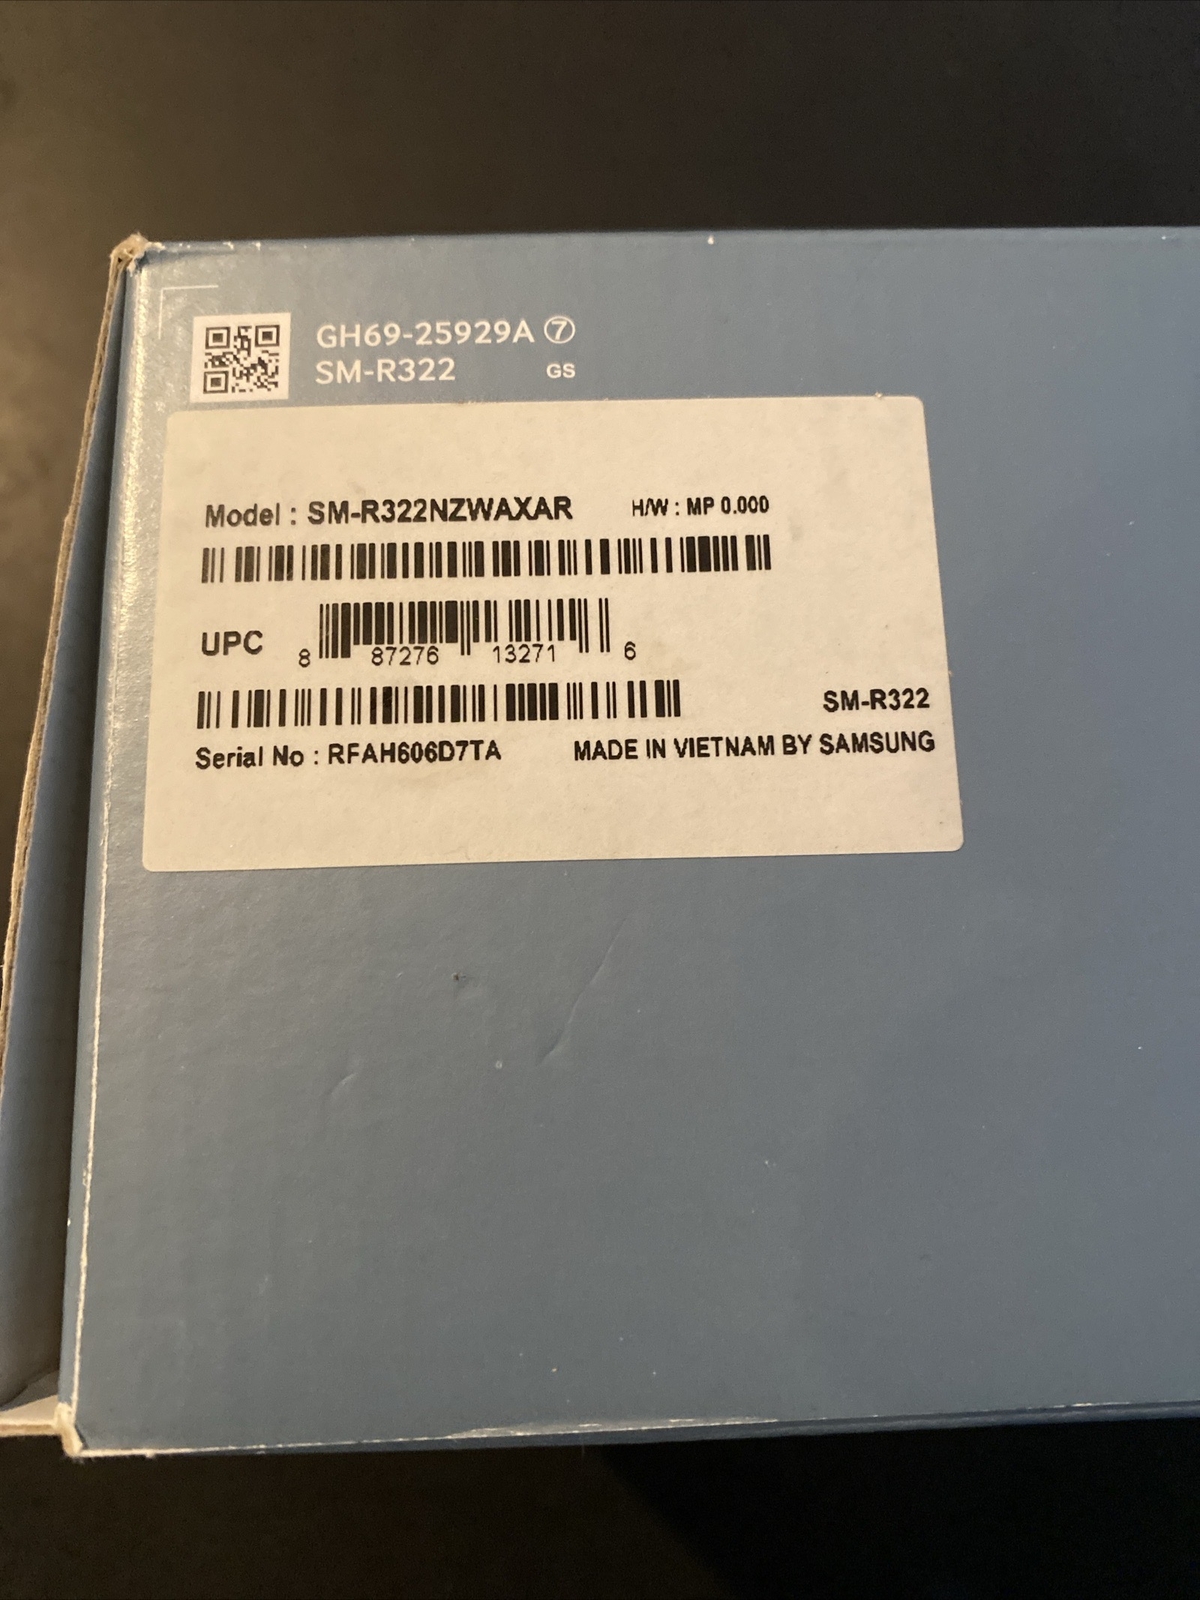 GH69-25929A ⑦
SM-R322 GS
Model : SM-R322NZWAXAR H/W : MP 0.000
UPC 8 87276 13271 6
SM-R322
Serial No : RFAH606D7TA MADE IN VIETNAM BY SAMSUNG